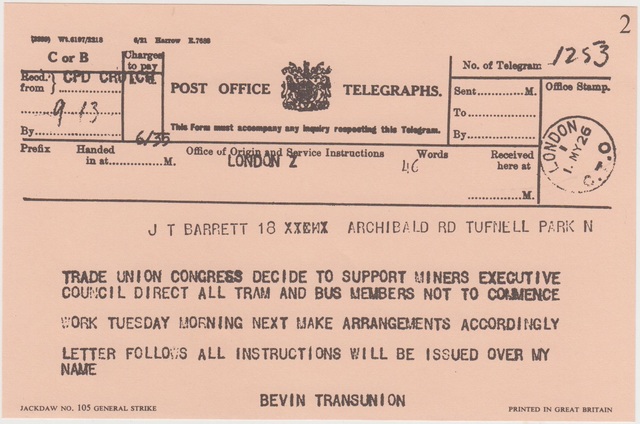 2
(3993) Wt.6197/2213 6/21 Harrow E.7636
C or B
Charges
to pay
No. of Telegram 1253
Recd.
from } CPD CRUTCH
POST OFFICE TELEGRAPHS.
Sent M.
Office Stamp.
9 13
To
This Form must accompany any inquiry respecting this Telegram.
By
By
6/35
LONDON
1
1 MY 26
C.T.O.
Prefix Handed
in at M.
Office of Origin and Service Instructions
LONDON Z
Words
46
Received
here at
M.
J T BARRETT 18 ARCHIBALD RD TUFNELL PARK N
TRADE UNION CONGRESS DECIDE TO SUPPORT MINERS EXECUTIVE
COUNCIL DIRECT ALL TRAM AND BUS MEMBERS NOT TO COMMENCE
WORK TUESDAY MORNING NEXT MAKE ARRANGEMENTS ACCORDINGLY
LETTER FOLLOWS ALL INSTRUCTIONS WILL BE ISSUED OVER MY
NAME
BEVIN TRANSUNION
JACKDAW NO. 105 GENERAL STRIKE
PRINTED IN GREAT BRITAIN